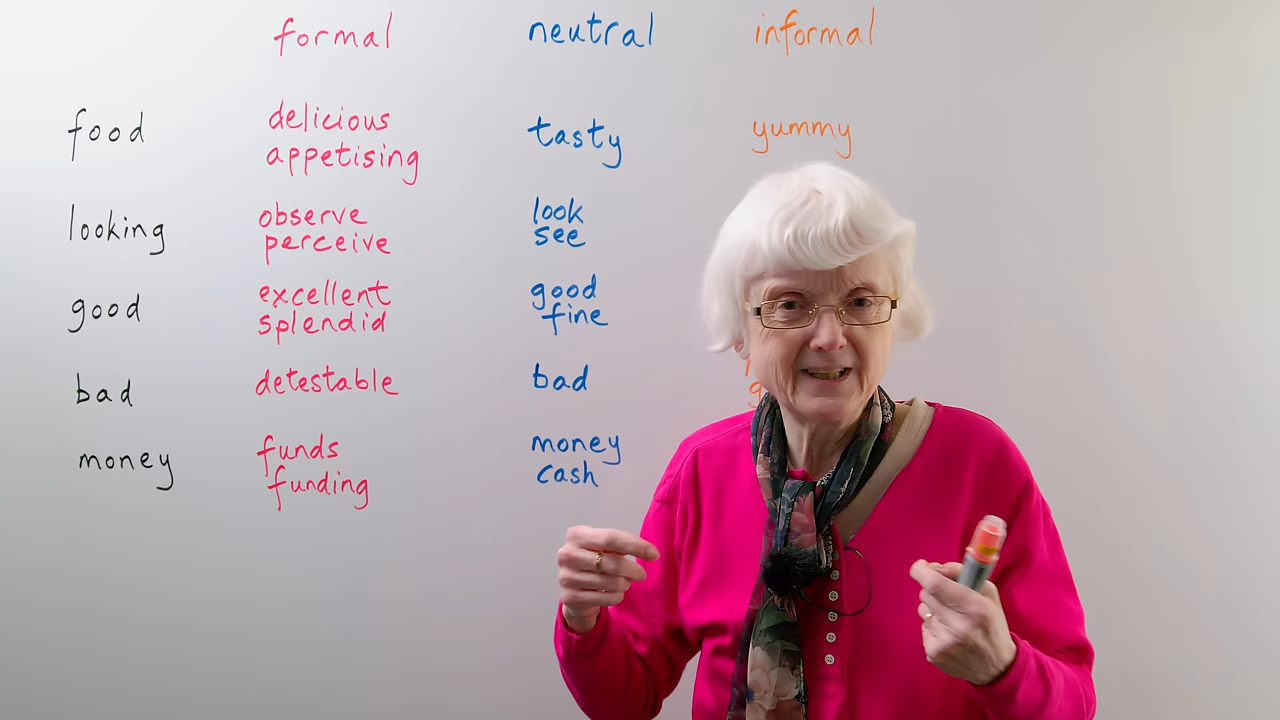 formal neutral informal
food delicious tasty yummy
appetising
looking observe look
perceive see
good excellent good
splendid fine
bad detestable bad
money funds money
funding cash